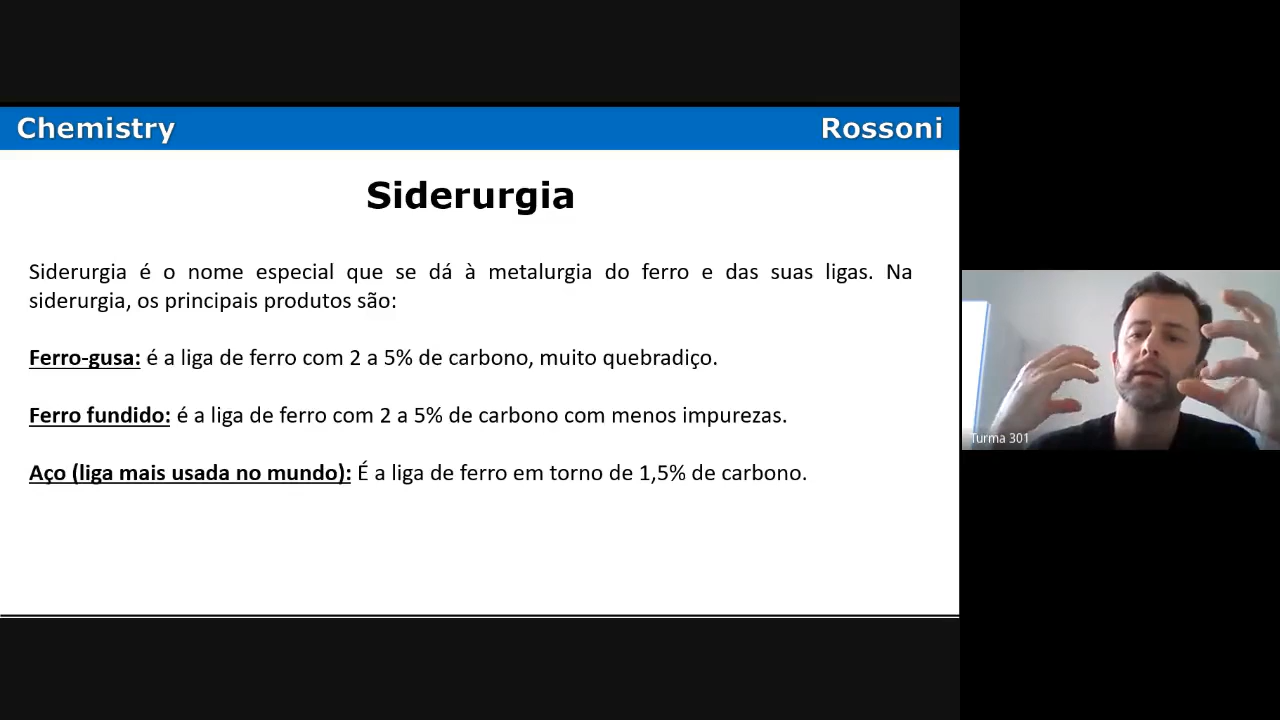 Chemistry Rossoni
Siderurgia
Siderurgia é o nome especial que se dá à metalurgia do ferro e das suas ligas. Na
siderurgia, os principais produtos são:
Ferro-gusa: é a liga de ferro com 2 a 5% de carbono, muito quebradiço.
Ferro fundido: é a liga de ferro com 2 a 5% de carbono com menos impurezas.
Aço (liga mais usada no mundo): É a liga de ferro em torno de 1,5% de carbono.
Turma 301